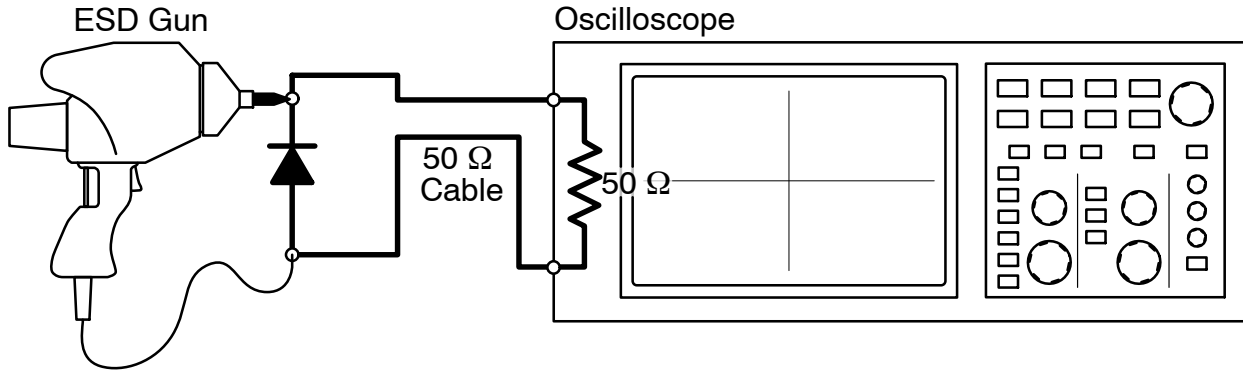 ESD Gun
Oscilloscope
50 Ω
Cable
50 Ω